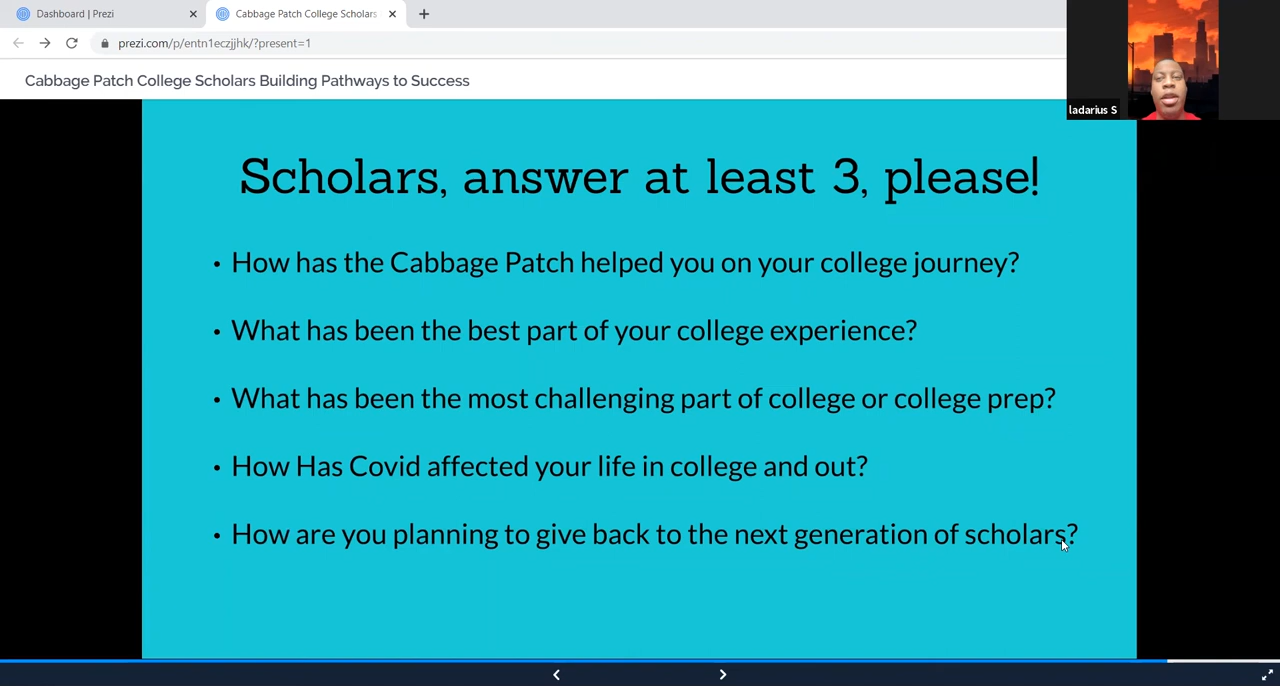 Dashboard | Prezi
Cabbage Patch College Scholars
prezi.com/p/entn1eczjjhk/?present=1
Cabbage Patch College Scholars Building Pathways to Success
ladarius S
Scholars, answer at least 3, please!
• How has the Cabbage Patch helped you on your college journey?
• What has been the best part of your college experience?
• What has been the most challenging part of college or college prep?
• How Has Covid affected your life in college and out?
• How are you planning to give back to the next generation of scholars?